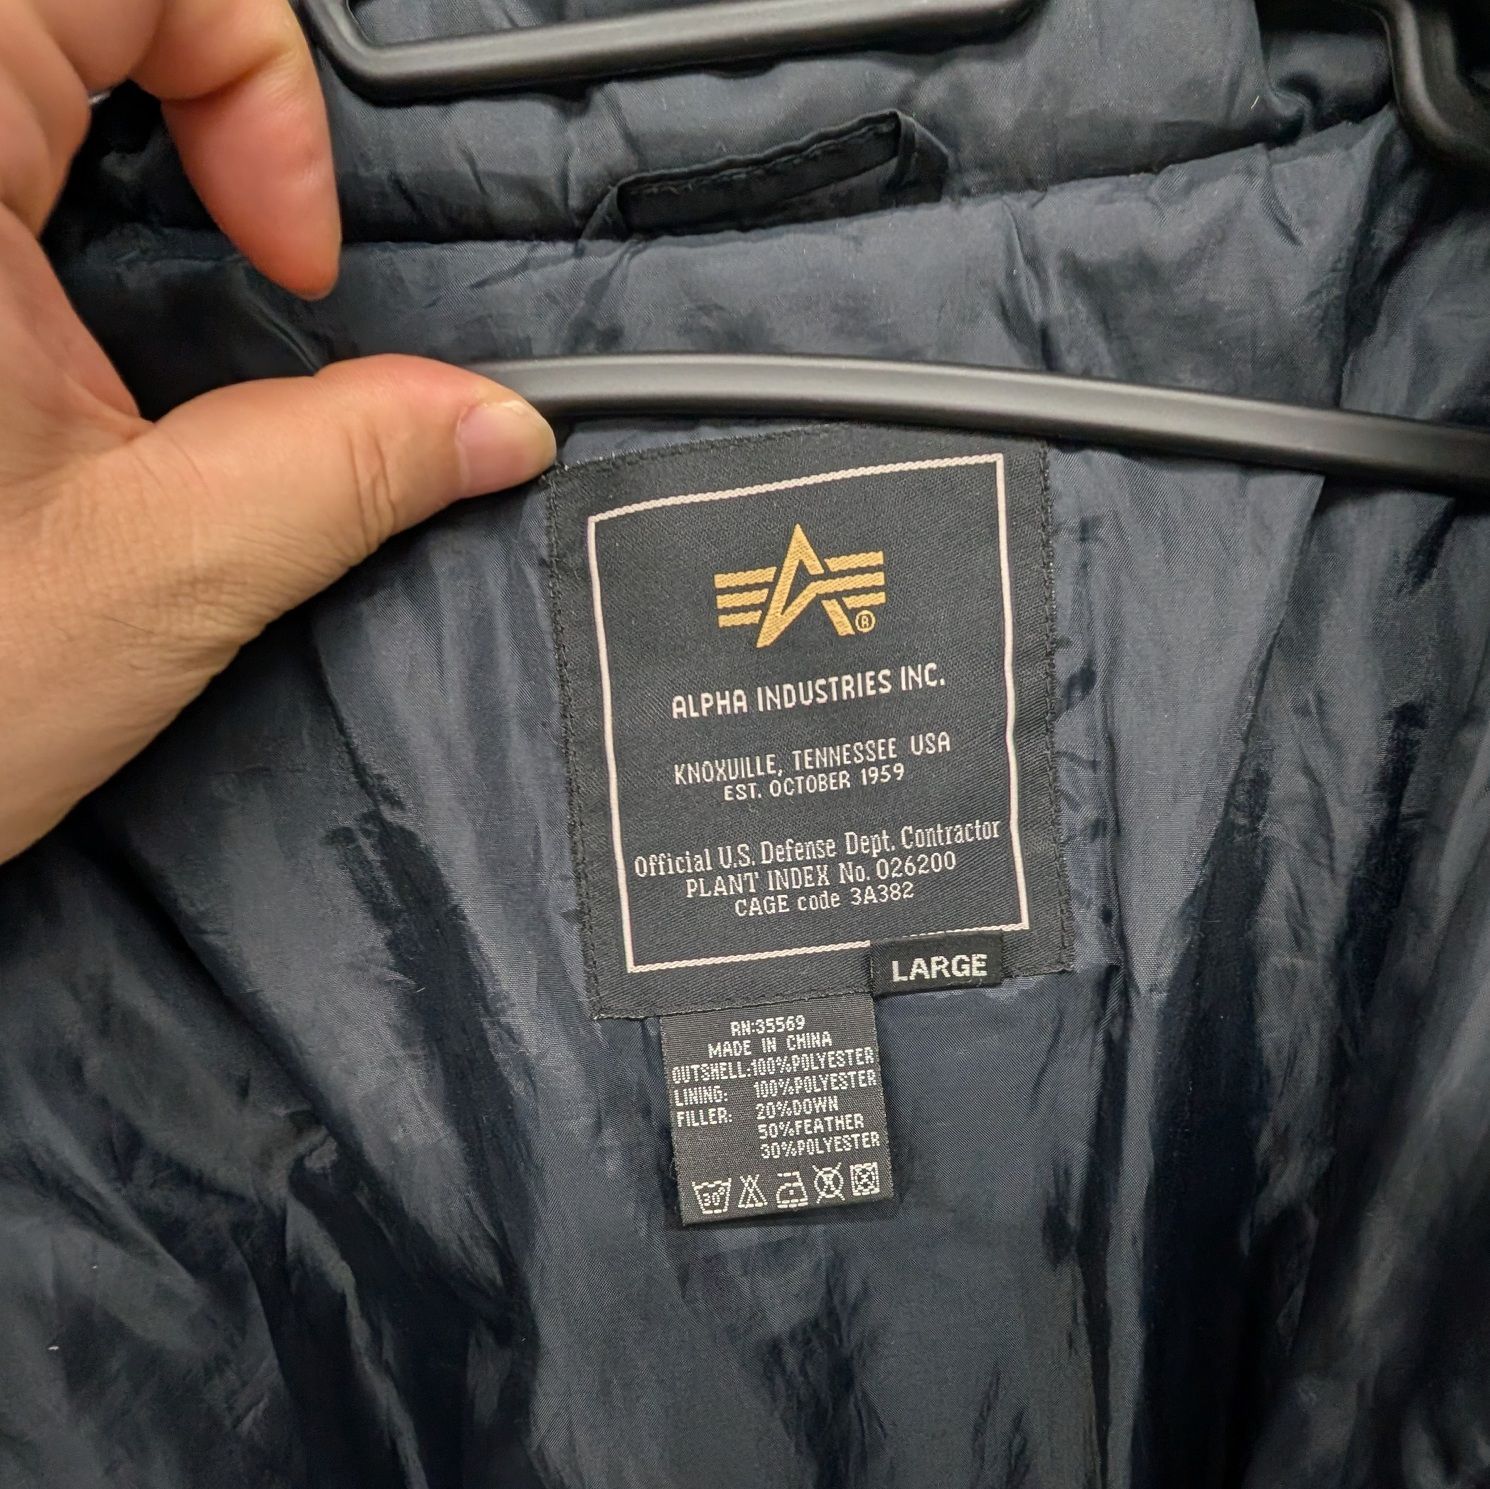 ALPHA INDUSTRIES INC.
KNOXVILLE, TENNESSEE USA
EST. OCTOBER 1959
Official U.S. Defense Dept. Contractor
PLANT INDEX No. 026200
CAGE code 3A382
LARGE
RN:35569
MADE IN CHINA
OUTSHELL:100%POLYESTER
LINING: 100%POLYESTER
FILLER: 20%DOWN
50%FEATHER
30%POLYESTER
30°